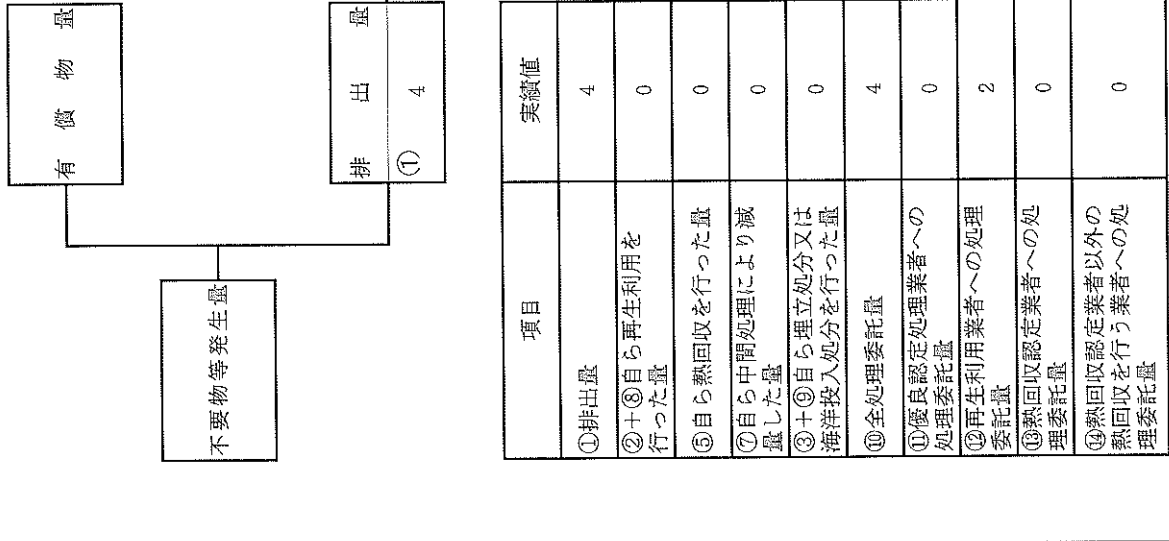 不要物等発生量
有償物量
排出量
① 4
項目 実績値
①排出量 4
②+⑧自ら再生利用を
行った量 0
⑤自ら熱回収を行った量 0
⑦自ら中間処理により減
量した量 0
③+⑨自ら埋立処分又は
海洋投入処分を行った量 0
⑩全処理委託量 4
⑪優良認定処理業者への
処理委託量 0
⑫再生利用業者への処理
委託量 2
⑬熱回収認定業者への処
理委託量 0
⑭熱回収認定業者以外の
熱回収を行う業者への処
理委託量 0